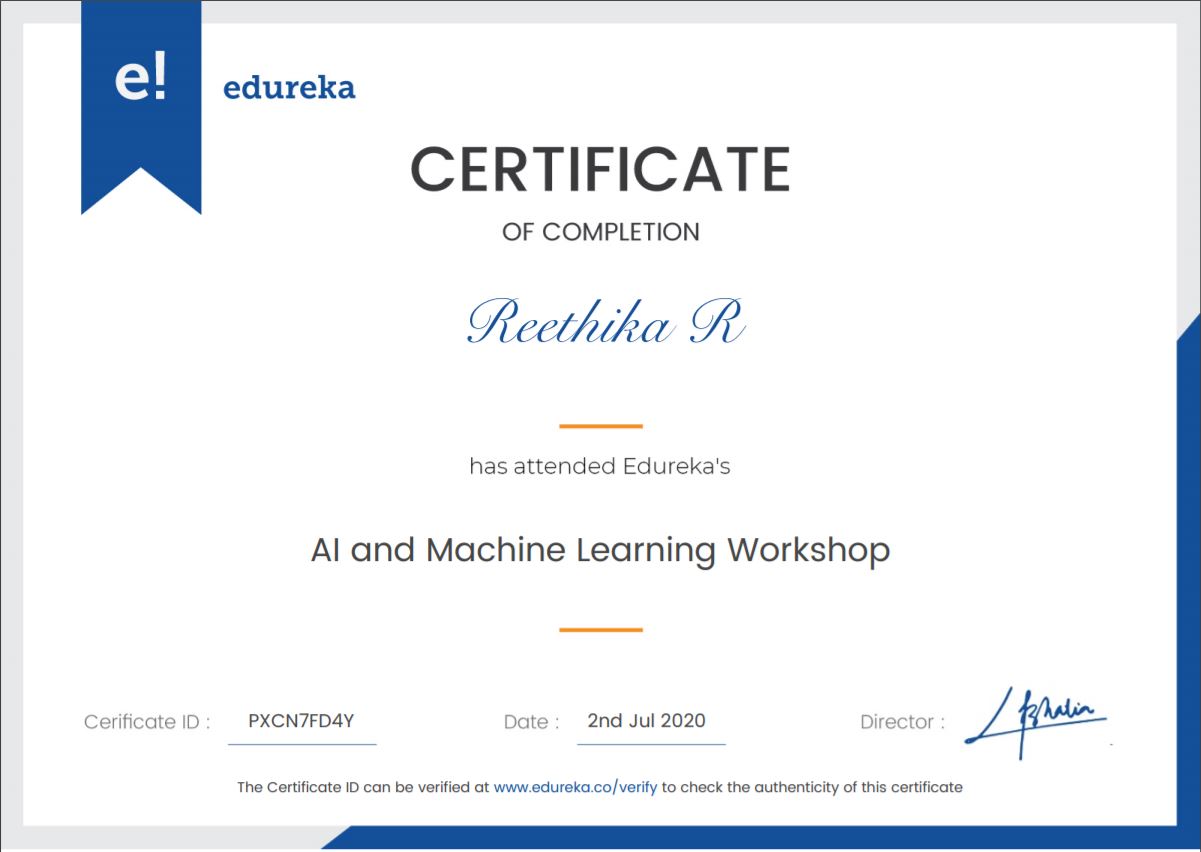 e!
edureka
CERTIFICATE
OF COMPLETION
Reethika R
has attended Edureka's
AI and Machine Learning Workshop
Cerificate ID : PXCN7FD4Y Date : 2nd Jul 2020 Director :
The Certificate ID can be verified at www.edureka.co/verify to check the authenticity of this certificate